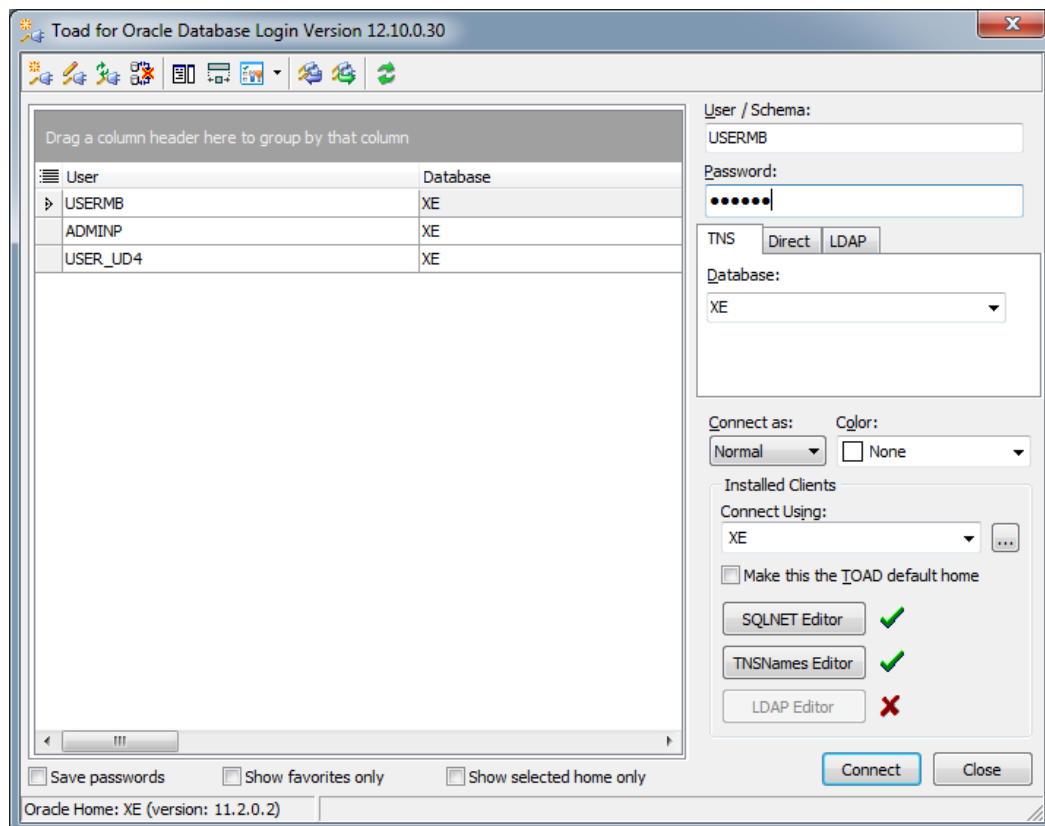 Toad for Oracle Database Login Version 12.10.0.30
Drag a column header here to group by that column
User Database
USERMB XE
ADMINP XE
USER_UD4 XE
User / Schema:
USERMB
Password:
••••••
TNS Direct LDAP
Database:
XE
Connect as: Color:
Normal None
Installed Clients
Connect Using:
XE
...
Make this the TOAD default home
SQLNET Editor
TNSNames Editor
LDAP Editor
Save passwords Show favorites only Show selected home only
Connect Close
Oracle Home: XE (version: 11.2.0.2)